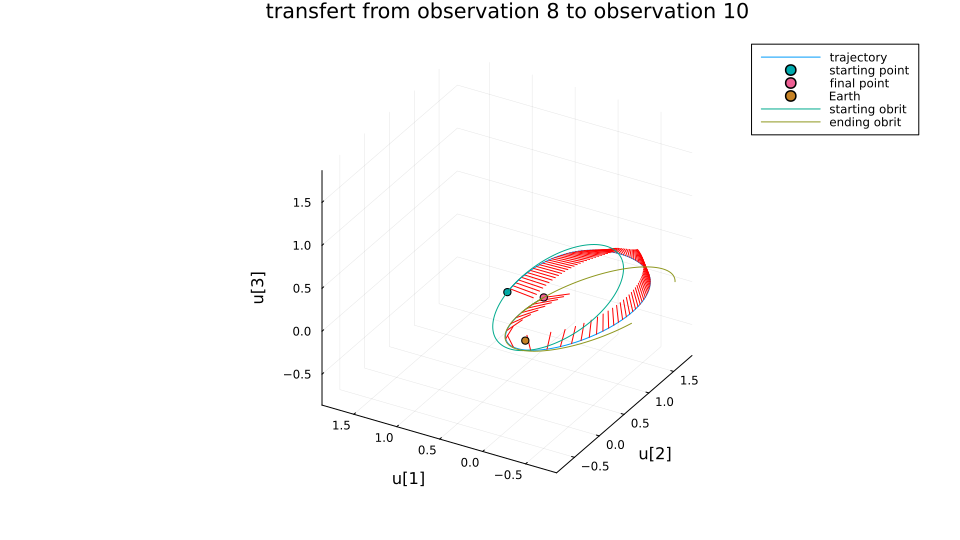 transfert from observation 8 to observation 10
trajectory
starting point
final point
Earth
starting obrit
ending obrit
1.5
1.0
0.5
0.0
−0.5
u[3]
1.5
1.0
0.5
0.0
−0.5
u[1]
−0.5
0.0
0.5
1.0
1.5
u[2]